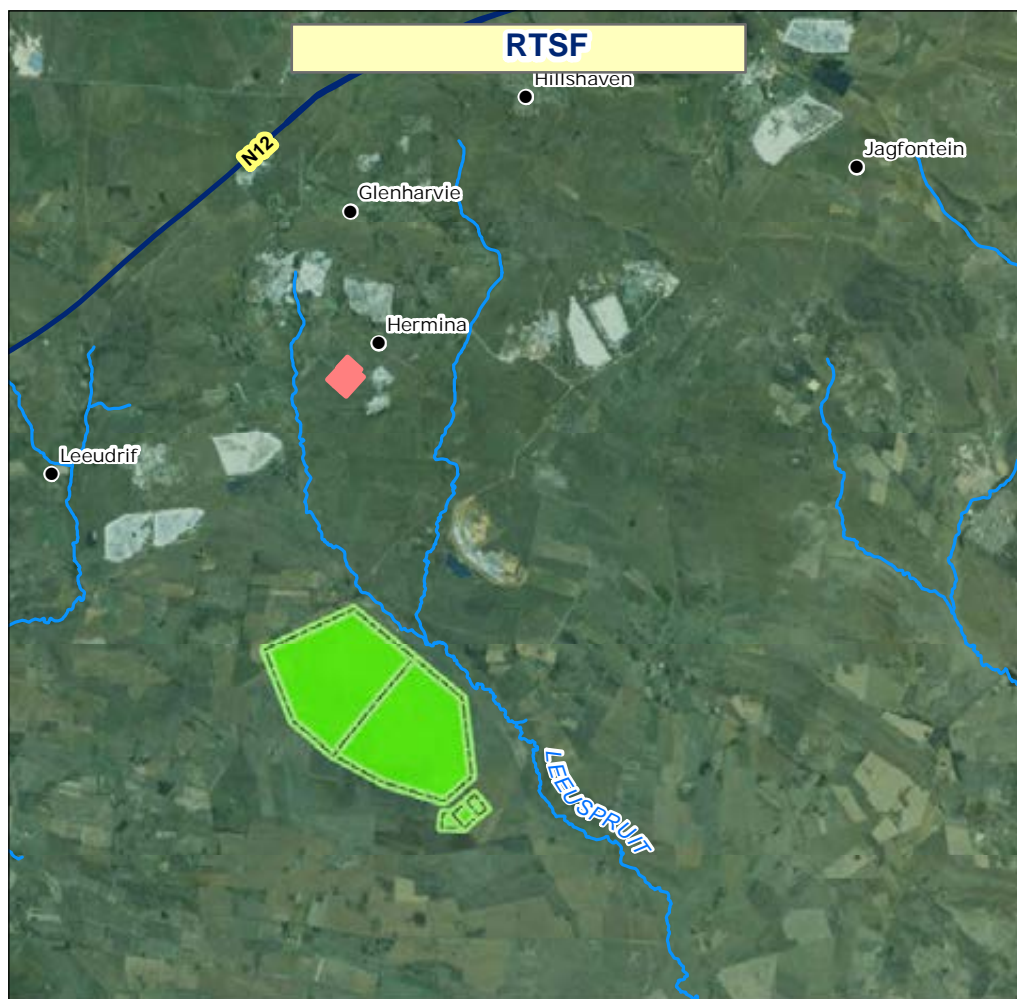 RTSF
Hillshaven
N12
Jagfontein
Glenharvie
Hermina
Leeudrif
LEEUSPRUIT